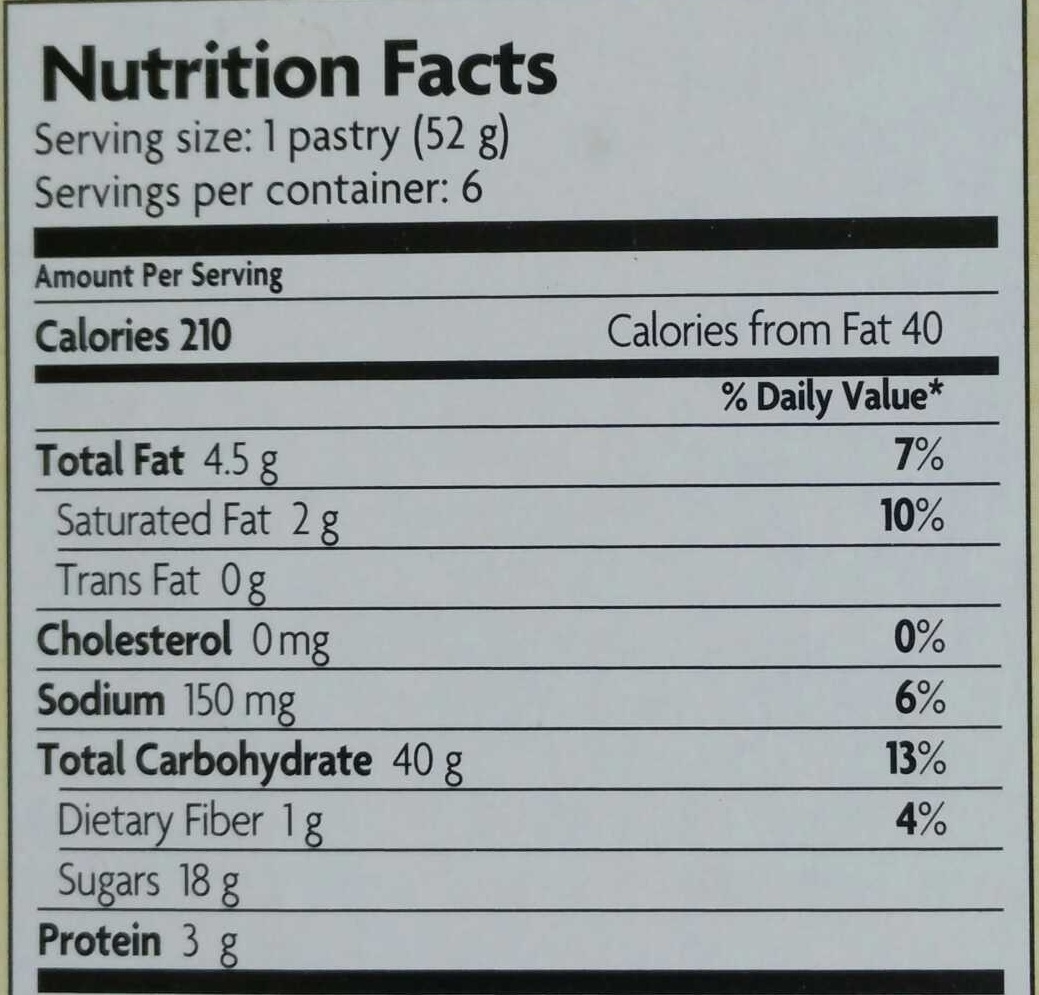 Nutrition Facts
Serving size: 1 pastry (52 g)
Servings per container: 6
Amount Per Serving
Calories 210 Calories from Fat 40
% Daily Value*
Total Fat 4.5 g 7%
Saturated Fat 2 g 10%
Trans Fat 0 g
Cholesterol 0 mg 0%
Sodium 150 mg 6%
Total Carbohydrate 40 g 13%
Dietary Fiber 1 g 4%
Sugars 18 g
Protein 3 g